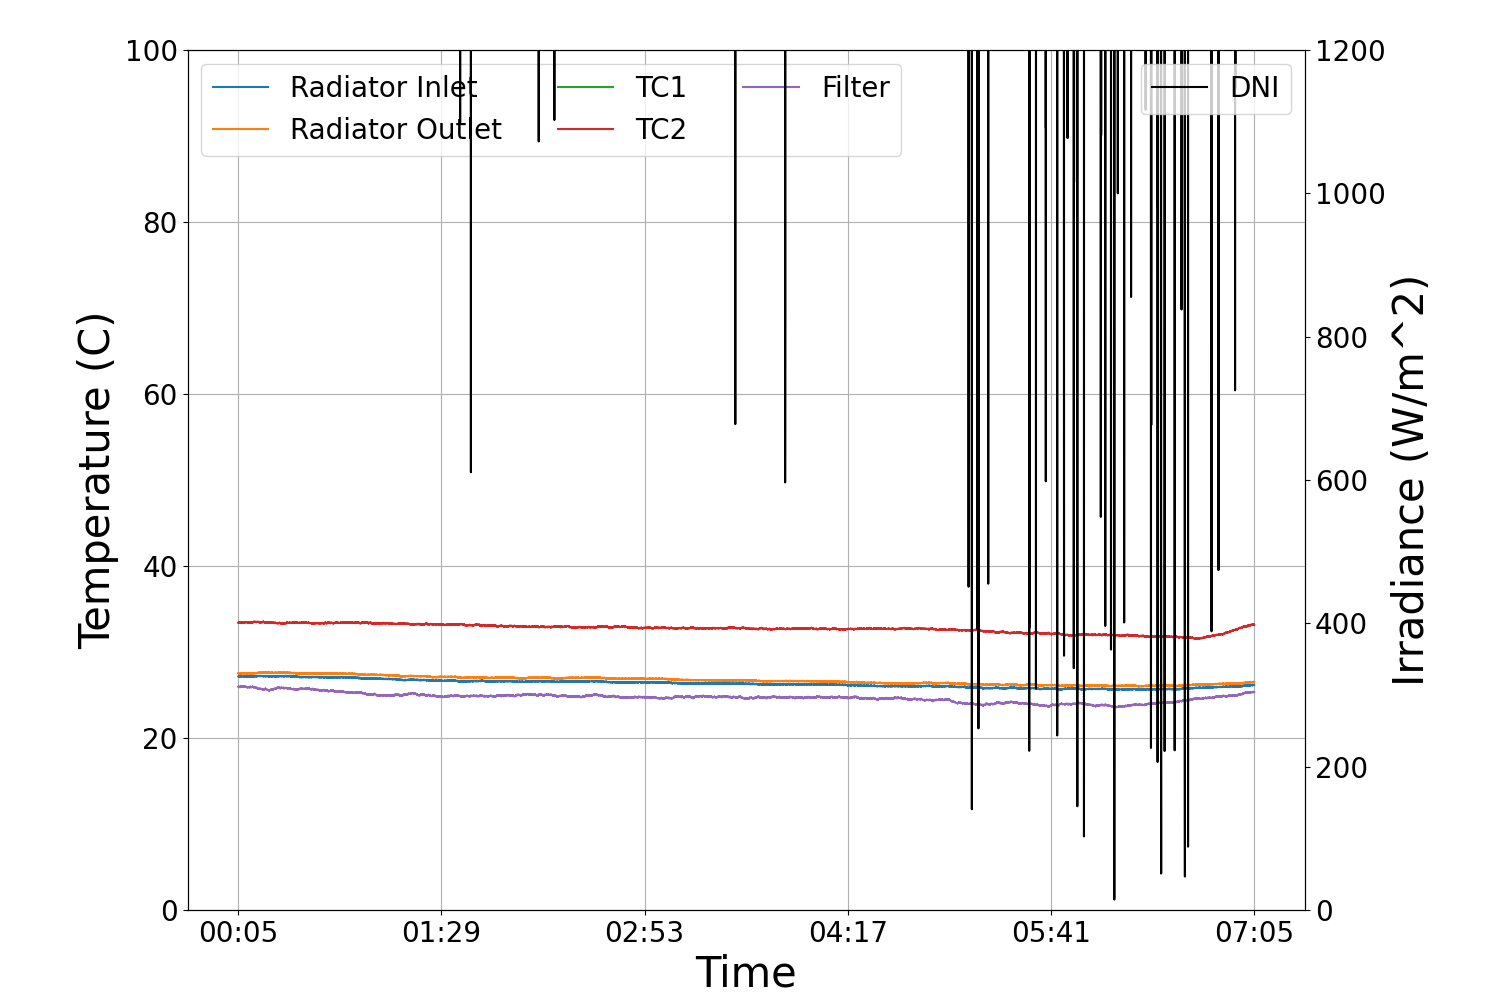 Radiator Inlet
Radiator Outlet
TC1
TC2
Filter
DNI
100
80
60
40
20
0
Temperature (C)
1200
1000
800
600
400
200
0
Irradiance (W/m^2)
00:05 01:29 02:53 04:17 05:41 07:05
Time